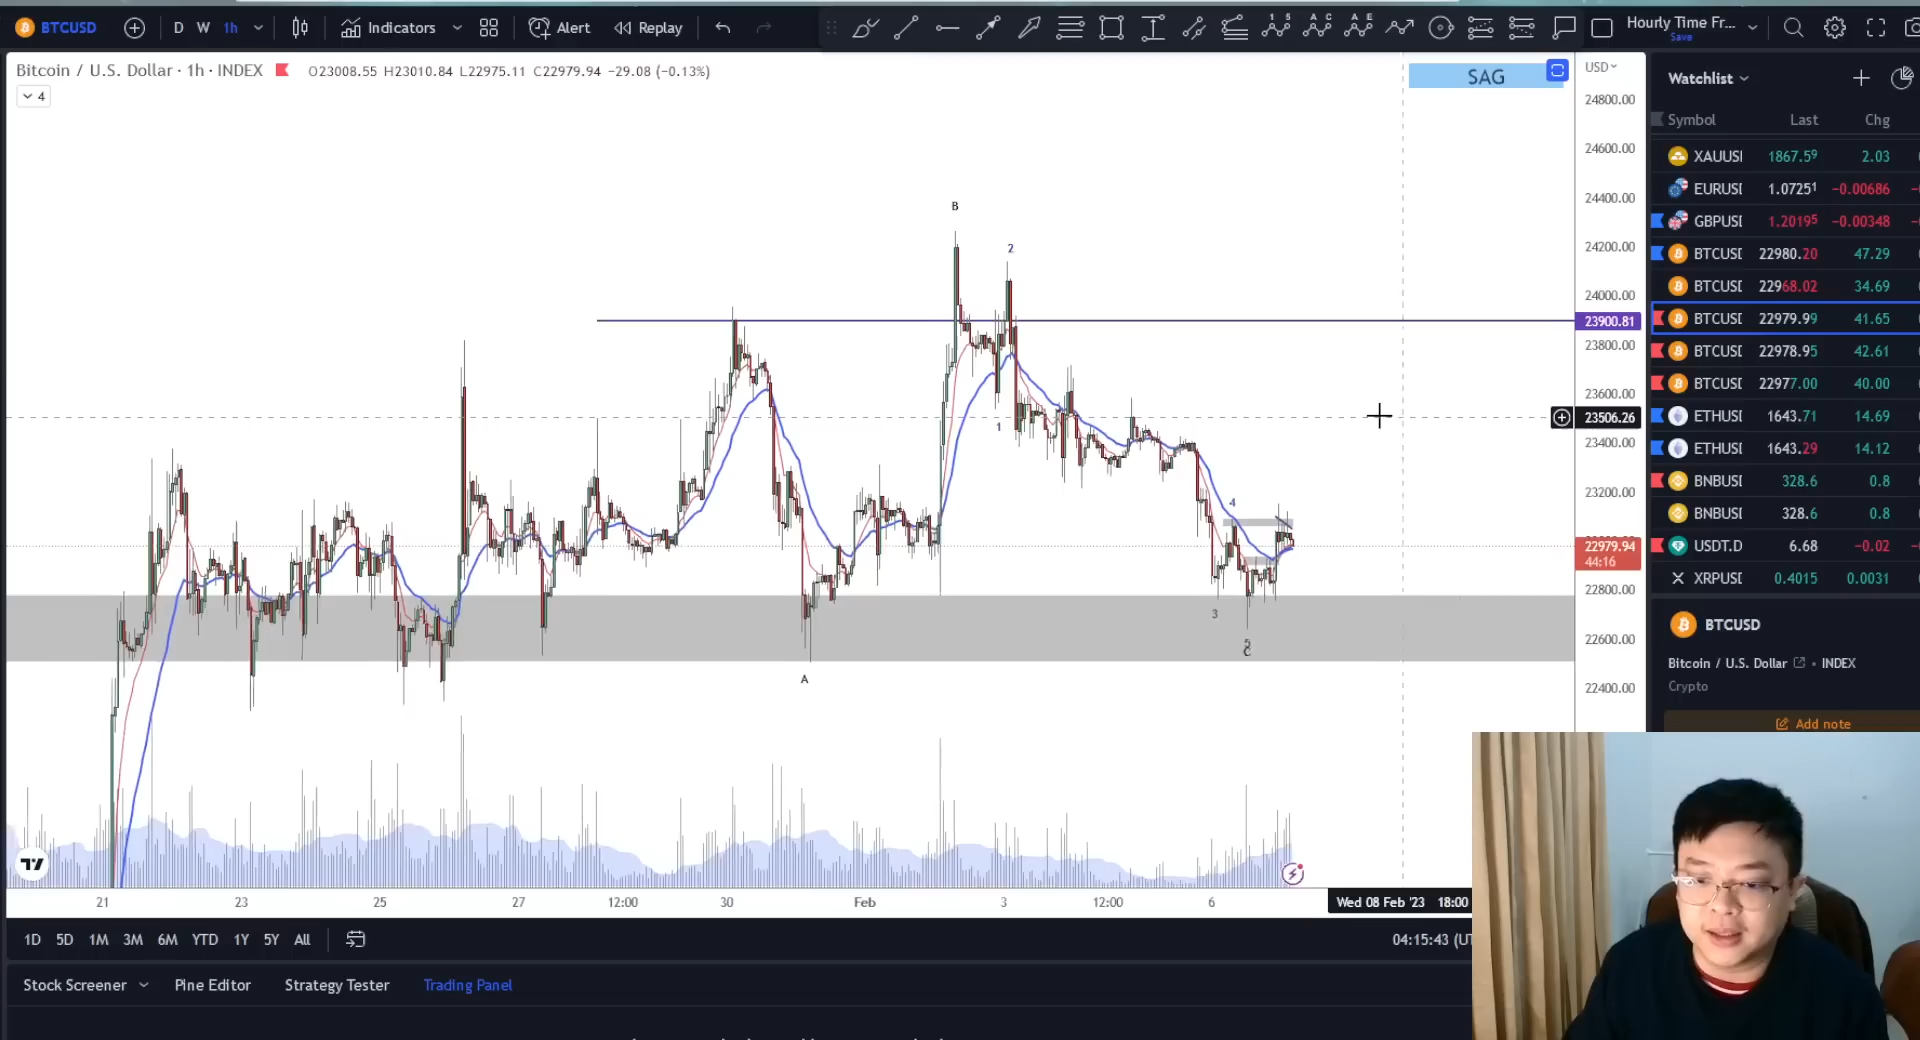 BTCUSD D W 1h Indicators Alert Replay Hourly Time Fr...
Save
Bitcoin / U.S. Dollar · 1h · INDEX O23008.55 H23010.84 L22975.11 C22979.94 −29.08 (−0.13%)
4
SAG
USD
24800.00
24600.00
24400.00
24200.00
24000.00
23900.81
23800.00
23600.00
23506.26
23400.00
23200.00
22979.94
44:16
22800.00
22600.00
22400.00
B
2
1
4
3
5
C
A
21 23 25 27 12:00 30 Feb 3 12:00 6 Wed 08 Feb '23 18:00
1D 5D 1M 3M 6M YTD 1Y 5Y All 04:15:43 (UT
Stock Screener Pine Editor Strategy Tester Trading Panel
Watchlist
Symbol Last Chg
XAUUSI 1867.59 2.03
EURUSI 1.07251 −0.00686
GBPUSI 1.20195 −0.00348
BTCUSI 22980.20 47.29
BTCUSI 22968.02 34.69
BTCUSI 22979.99 41.65
BTCUSI 22978.95 42.61
BTCUSI 22977.00 40.00
ETHUSI 1643.71 14.69
ETHUSI 1643.29 14.12
BNBUSI 328.6 0.8
BNBUSI 328.6 0.8
USDT.D 6.68 −0.02
XRPUSI 0.4015 0.0031
BTCUSD
Bitcoin / U.S. Dollar • INDEX
Crypto
Add note